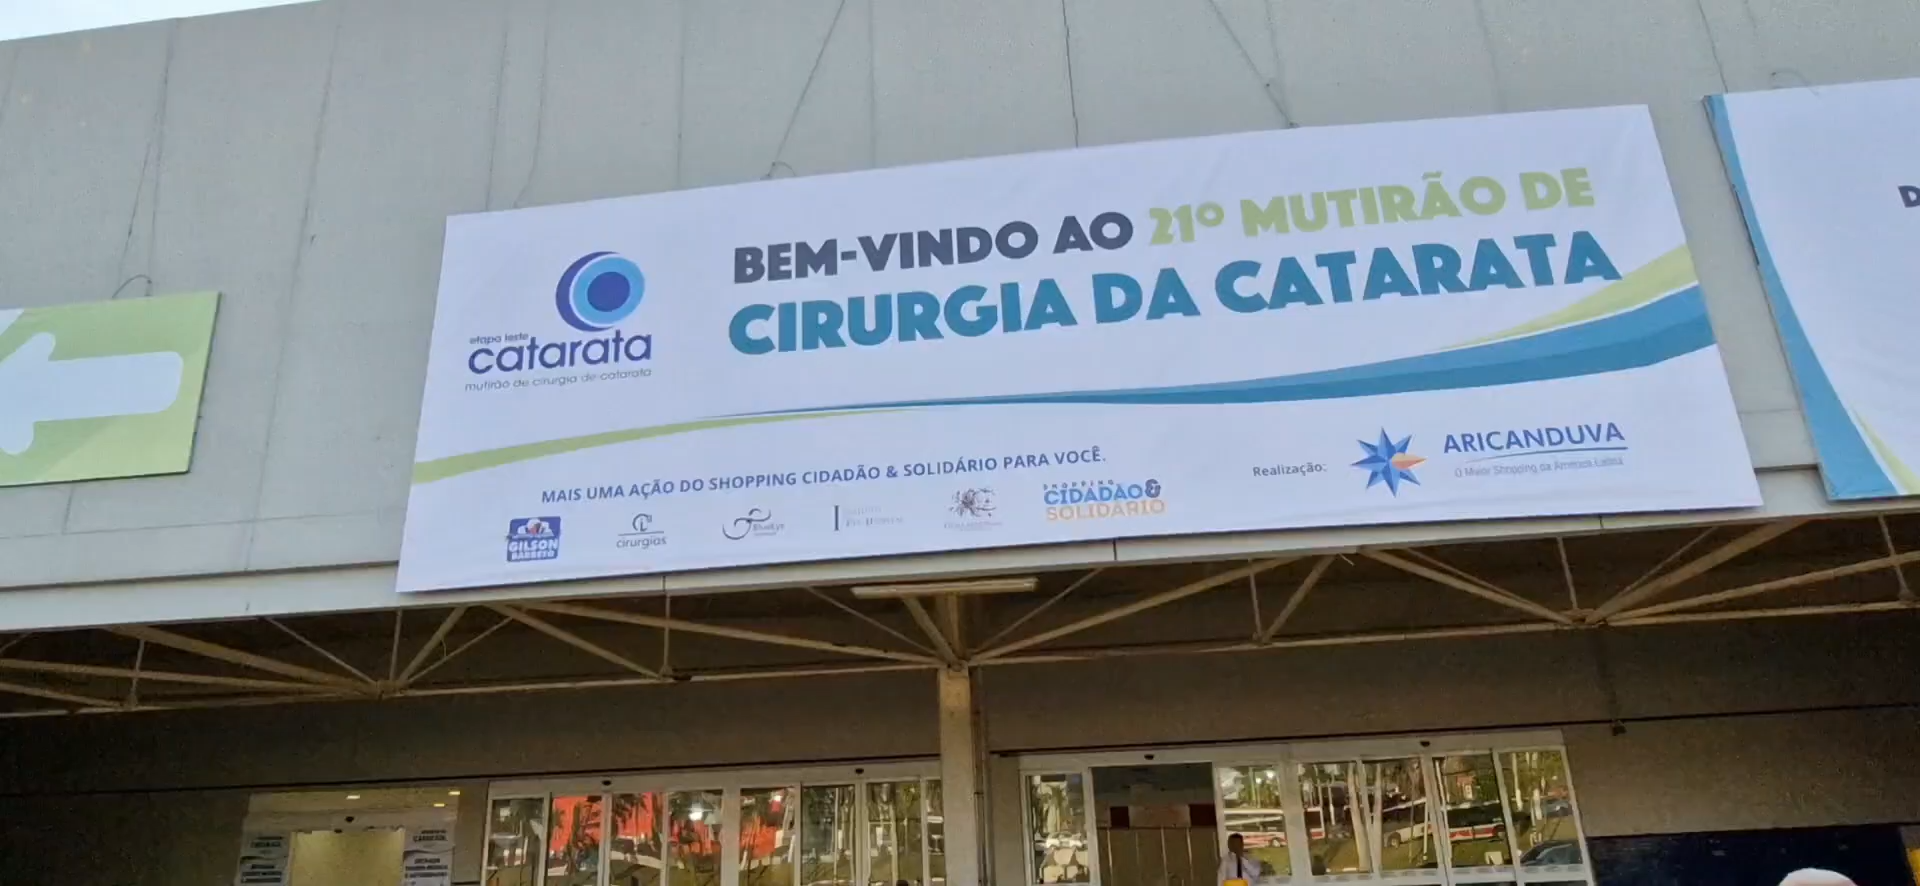 BEM-VINDO AO 21º MUTIRÃO DE
CIRURGIA DA CATARATA
etapa leste
catarata
mutirão de cirurgia de catarata
MAIS UMA AÇÃO DO SHOPPING CIDADÃO & SOLIDÁRIO PARA VOCÊ.
GILSON
BARRETO
cirurgias
BlueEye
SHOPPING
CIDADÃO&
SOLIDÁRIO
Realização:
ARICANDUVA
O Maior Shopping da América Latina
D
CIRURGIA